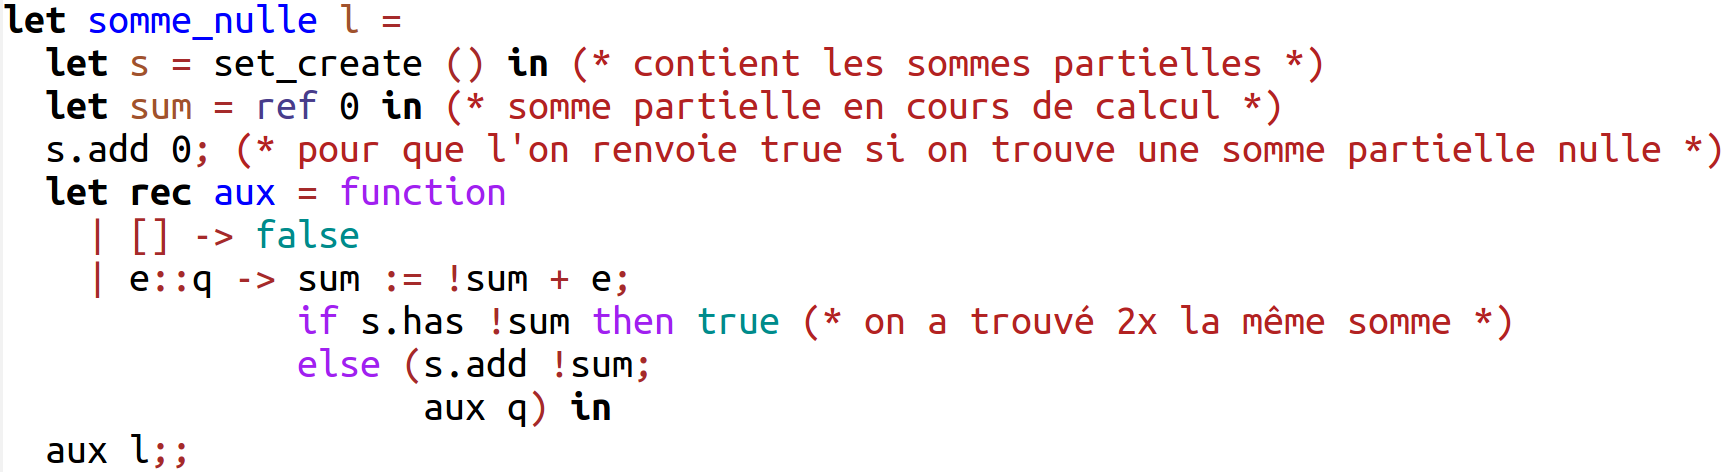 let somme_nulle l =
  let s = set_create () in (* contient les sommes partielles *)
  let sum = ref 0 in (* somme partielle en cours de calcul *)
  s.add 0; (* pour que l'on renvoie true si on trouve une somme partielle nulle *)
  let rec aux = function
    | [] -> false
    | e::q -> sum := !sum + e;
              if s.has !sum then true (* on a trouvé 2x la même somme *)
              else (s.add !sum;
                    aux q) in
  aux l;;